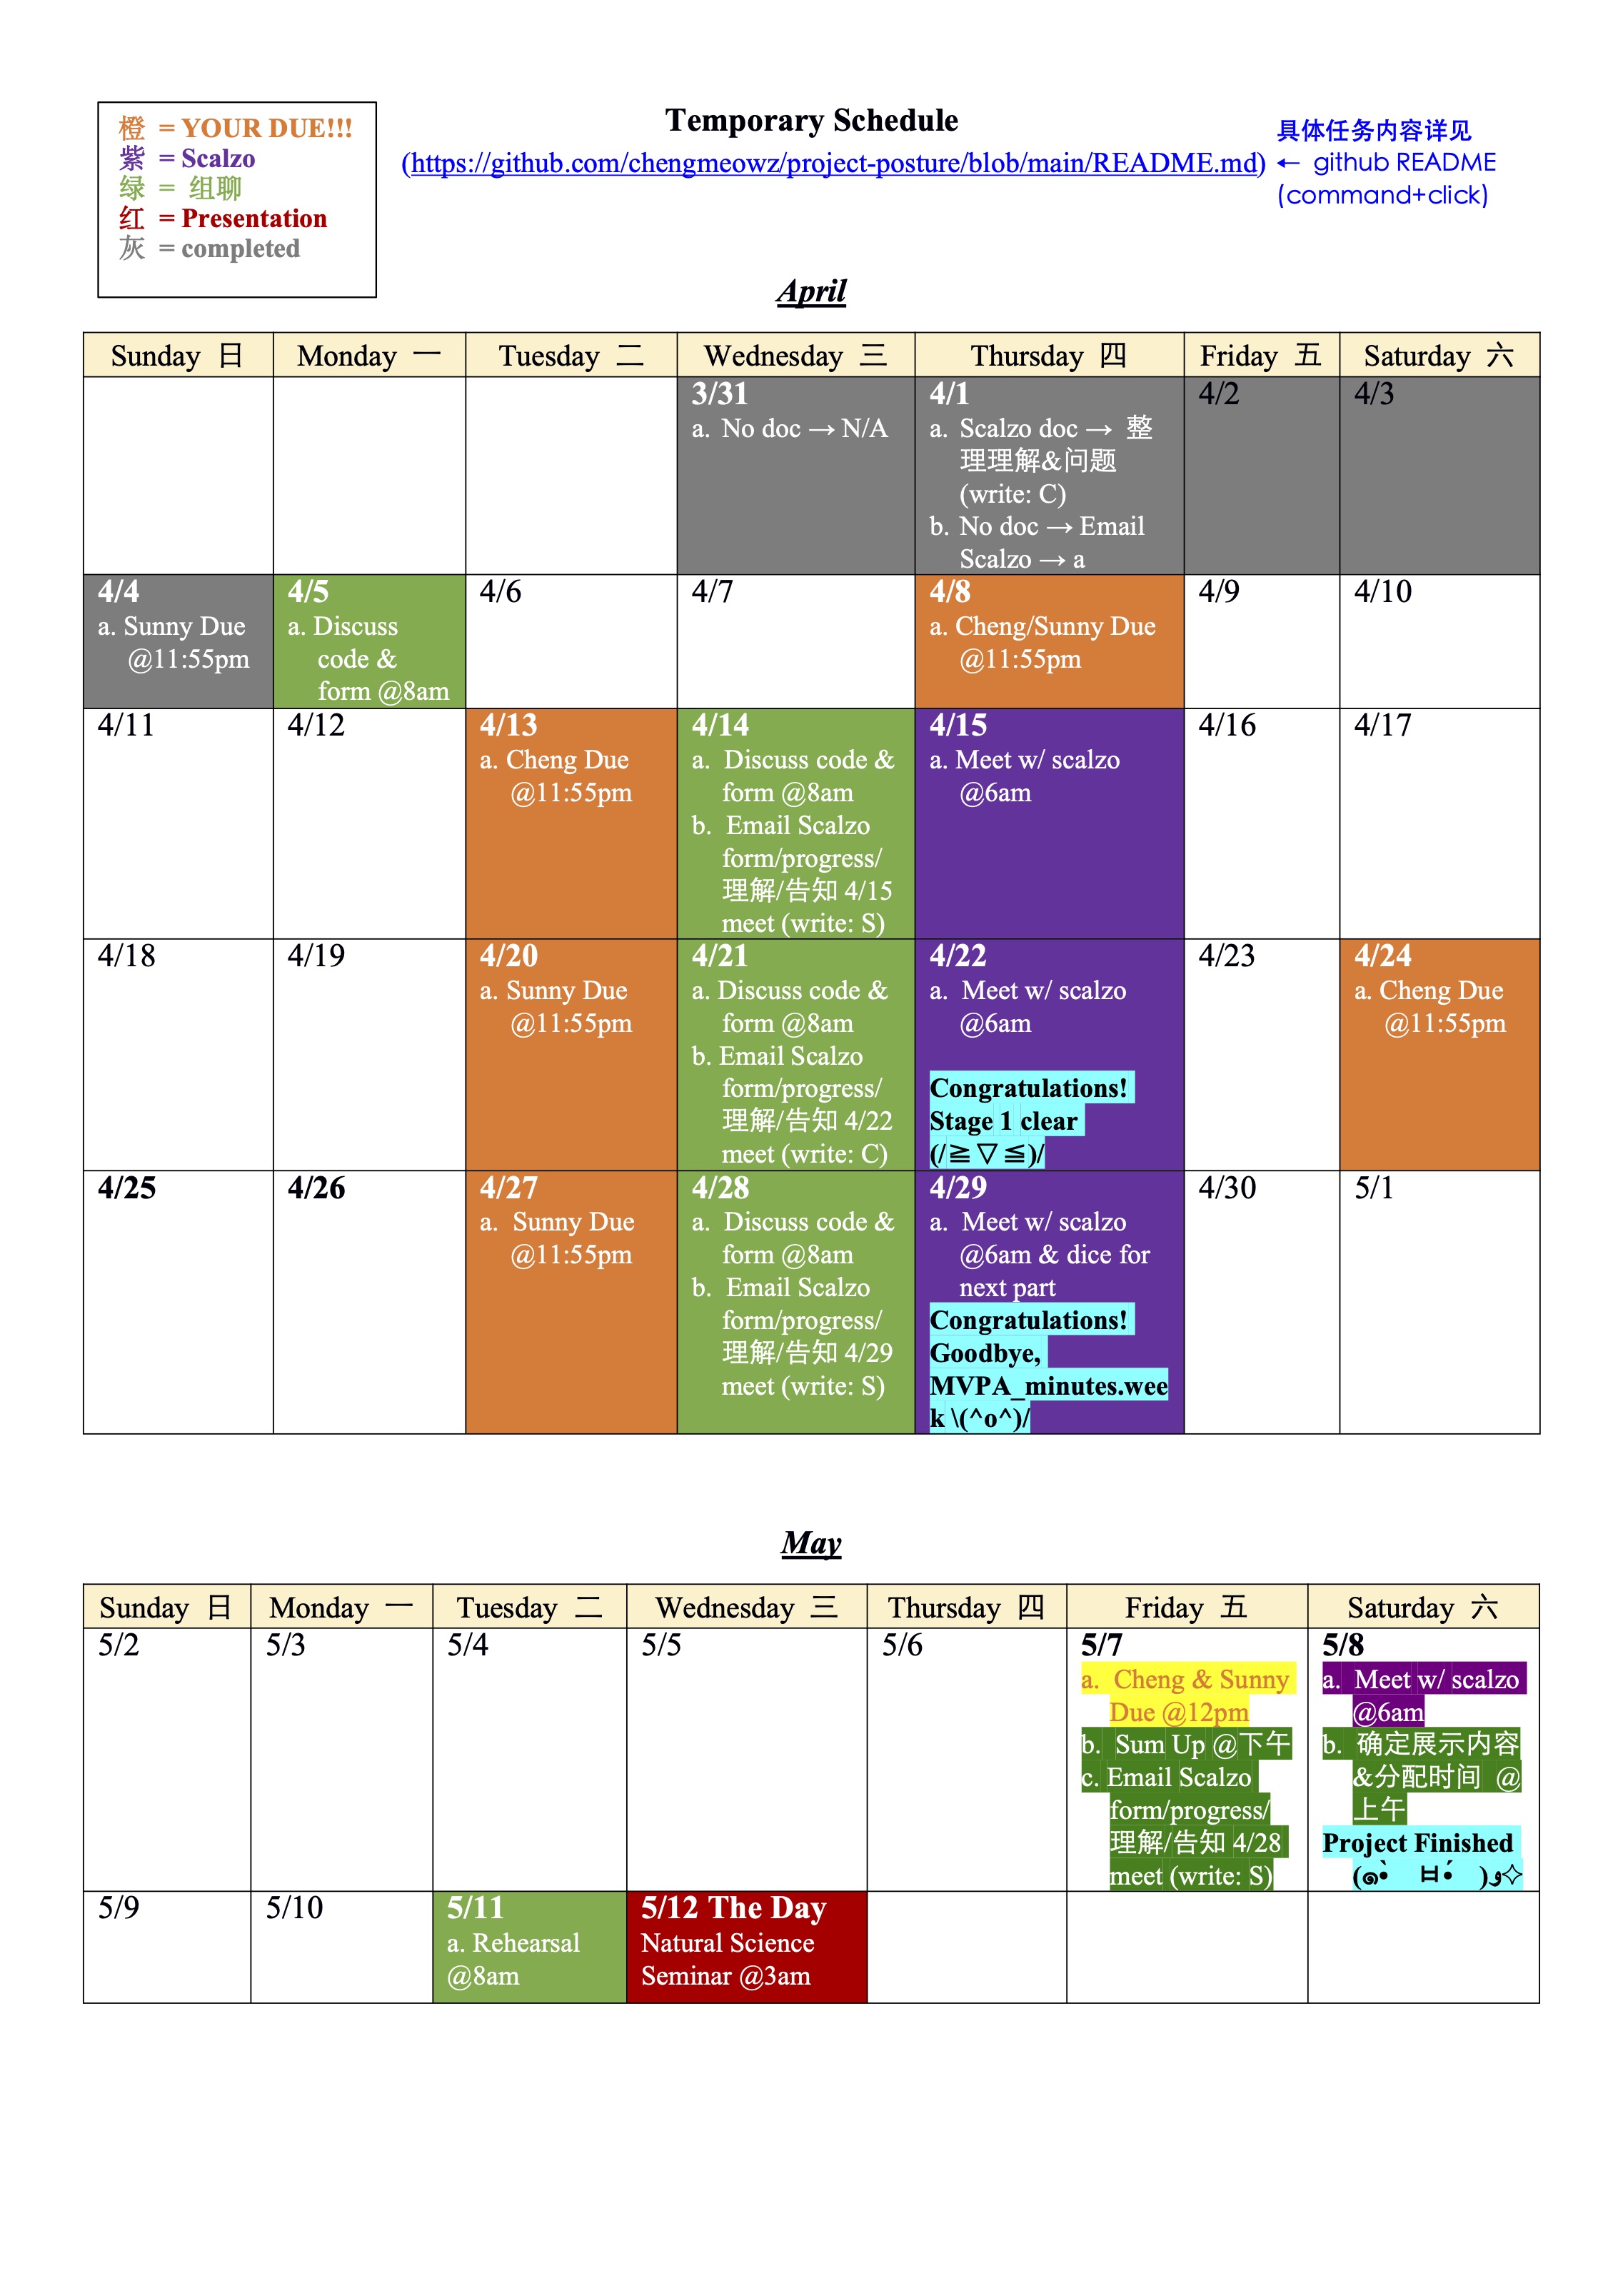 橙 = YOUR DUE!!!
紫 = Scalzo
绿 = 组聊
红 = Presentation
灰 = completed
Temporary Schedule
(https://github.com/chengmeowz/project-posture/blob/main/README.md)
具体任务内容详见
← github README
(command+click)
April
Sunday 日 Monday 一 Tuesday 二 Wednesday 三 Thursday 四 Friday 五 Saturday 六
3/31
a. No doc → N/A
4/1
a. Scalzo doc → 整
理理解&问题
(write: C)
b. No doc → Email
Scalzo → a
4/2
4/3
4/4
a. Sunny Due
@11:55pm
4/5
a. Discuss
code &
form @8am
4/6
4/7
4/8
a. Cheng/Sunny Due
@11:55pm
4/9
4/10
4/11
4/12
4/13
a. Cheng Due
@11:55pm
4/14
a. Discuss code &
form @8am
b. Email Scalzo
form/progress/
理解/告知 4/15
meet (write: S)
4/15
a. Meet w/ scalzo
@6am
4/16
4/17
4/18
4/19
4/20
a. Sunny Due
@11:55pm
4/21
a. Discuss code &
form @8am
b. Email Scalzo
form/progress/
理解/告知 4/22
meet (write: C)
4/22
a. Meet w/ scalzo
@6am
Congratulations!
Stage 1 clear
(/≧▽≦)/
4/23
4/24
a. Cheng Due
@11:55pm
4/25
4/26
4/27
a. Sunny Due
@11:55pm
4/28
a. Discuss code &
form @8am
b. Email Scalzo
form/progress/
理解/告知 4/29
meet (write: S)
4/29
a. Meet w/ scalzo
@6am & dice for
next part
Congratulations!
Goodbye,
MVPA_minutes.wee
k \(^o^)/
4/30
5/1
May
Sunday 日 Monday 一 Tuesday 二 Wednesday 三 Thursday 四 Friday 五 Saturday 六
5/2
5/3
5/4
5/5
5/6
5/7
a. Cheng & Sunny
Due @12pm
b. Sum Up @下午
c. Email Scalzo
form/progress/
理解/告知 4/28
meet (write: S)
5/8
a. Meet w/ scalzo
@6am
b. 确定展示内容
&分配时间 @
上午
Project Finished
(๑•̀ㅂ•́)و✧
5/9
5/10
5/11
a. Rehearsal
@8am
5/12 The Day
Natural Science
Seminar @3am